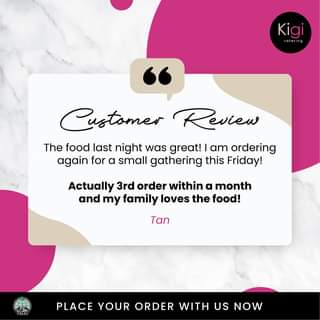 Kigi
catering
Customer Review
The food last night was great! I am ordering
again for a small gathering this Friday!
Actually 3rd order within a month
and my family loves the food!
Tan
PLACE YOUR ORDER WITH US NOW